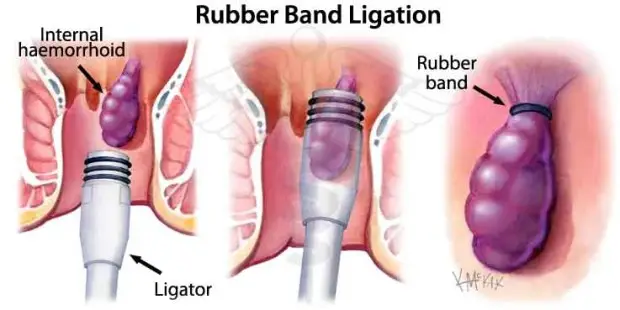 Rubber Band Ligation
Internal
haemorrhoid
Ligator
Rubber
band